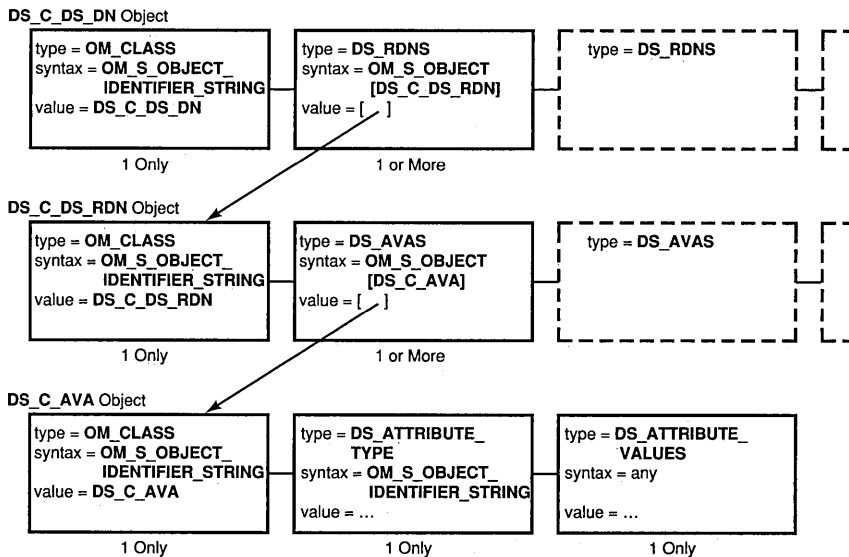 DS_C_DS_DN Object
type = OM_CLASS
syntax = OM_S_OBJECT_
IDENTIFIER_STRING
value = DS_C_DS_DN
1 Only
type = DS_RDNS
syntax = OM_S_OBJECT
[DS_C_DS_RDN]
value = [ ]
1 or More
type = DS_RDNS
DS_C_DS_RDN Object
type = OM_CLASS
syntax = OM_S_OBJECT_
IDENTIFIER_STRING
value = DS_C_DS_RDN
1 Only
type = DS_AVAS
syntax = OM_S_OBJECT
[DS_C_AVA]
value = [ ]
1 or More
type = DS_AVAS
DS_C_AVA Object
type = OM_CLASS
syntax = OM_S_OBJECT_
IDENTIFIER_STRING
value = DS_C_AVA
1 Only
type = DS_ATTRIBUTE_
TYPE
syntax = OM_S_OBJECT_
IDENTIFIER_STRING
value = ...
1 Only
type = DS_ATTRIBUTE_
VALUES
syntax = any
value = ...
1 Only